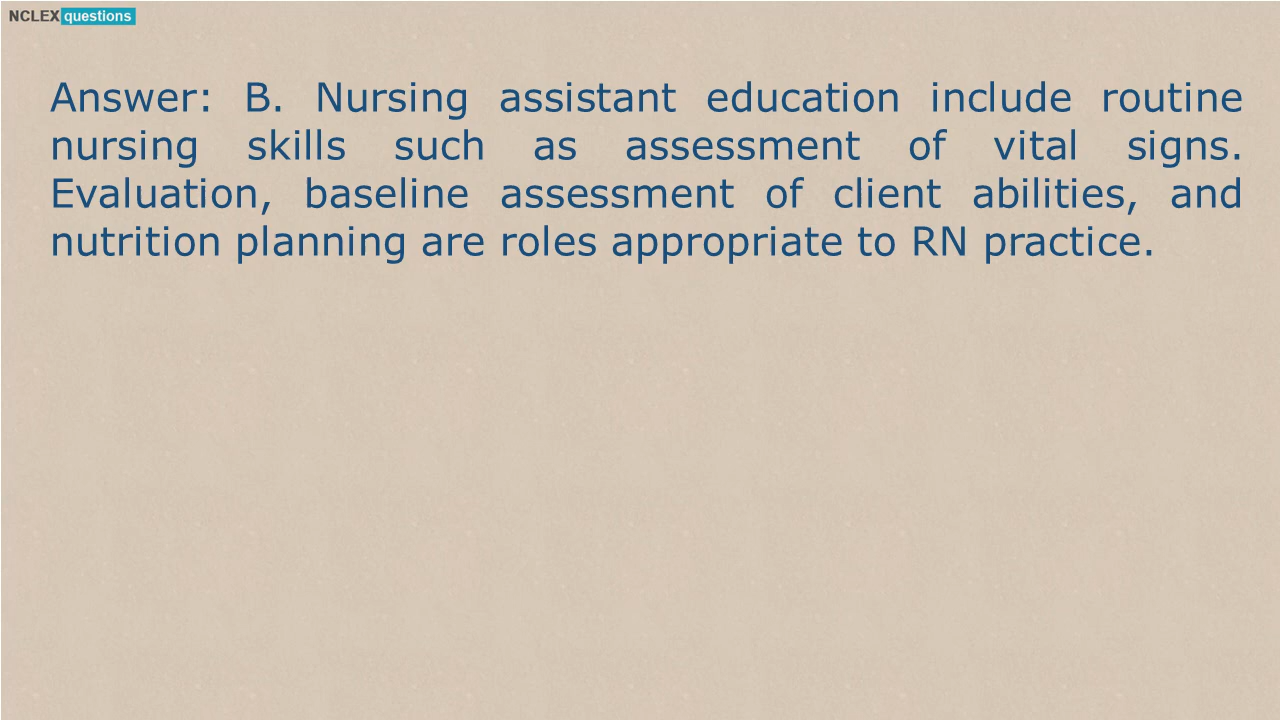 NCLEX questions
Answer: B. Nursing assistant education include routine
nursing skills such as assessment of vital signs.
Evaluation, baseline assessment of client abilities, and
nutrition planning are roles appropriate to RN practice.